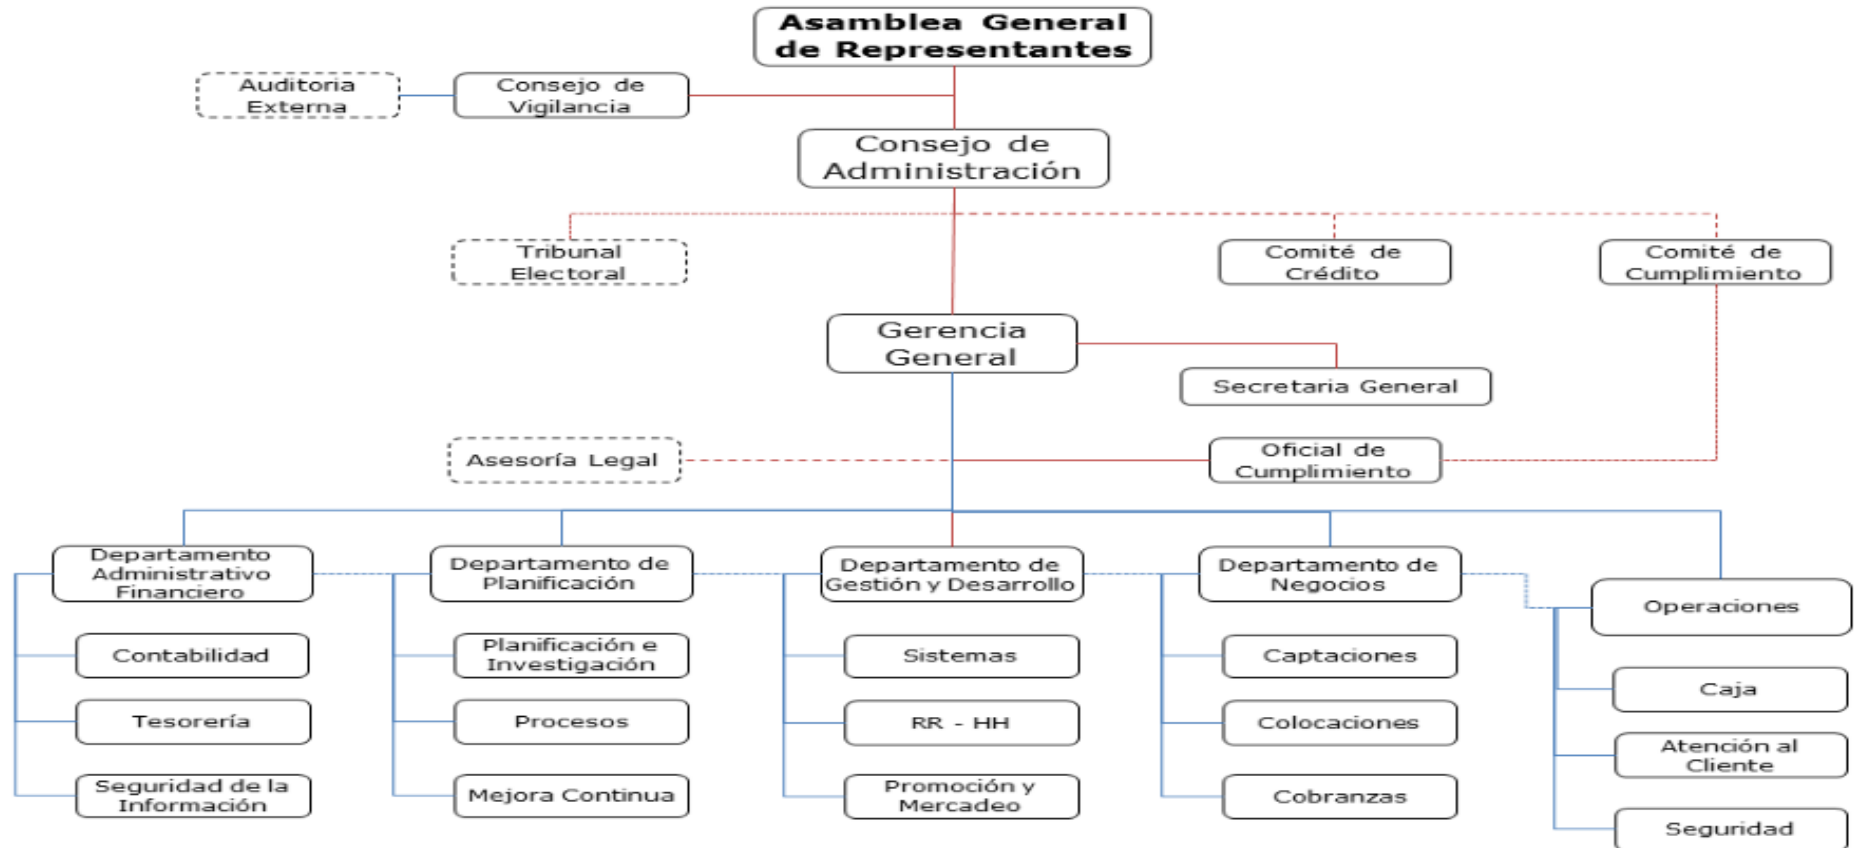 Asamblea General
de Representantes
Auditoria
Externa
Consejo de
Vigilancia
Consejo de
Administración
Tribunal
Electoral
Comité de
Crédito
Comité de
Cumplimiento
Gerencia
General
Secretaria General
Asesoría Legal
Oficial de
Cumplimiento
Departamento
Administrativo
Financiero
Departamento de
Planificación
Departamento de
Gestión y Desarrollo
Departamento de
Negocios
Operaciones
Contabilidad
Planificación e
Investigación
Sistemas
Captaciones
Caja
Tesorería
Procesos
RR - HH
Colocaciones
Atención al
Cliente
Seguridad de la
Información
Mejora Continua
Promoción y
Mercadeo
Cobranzas
Seguridad